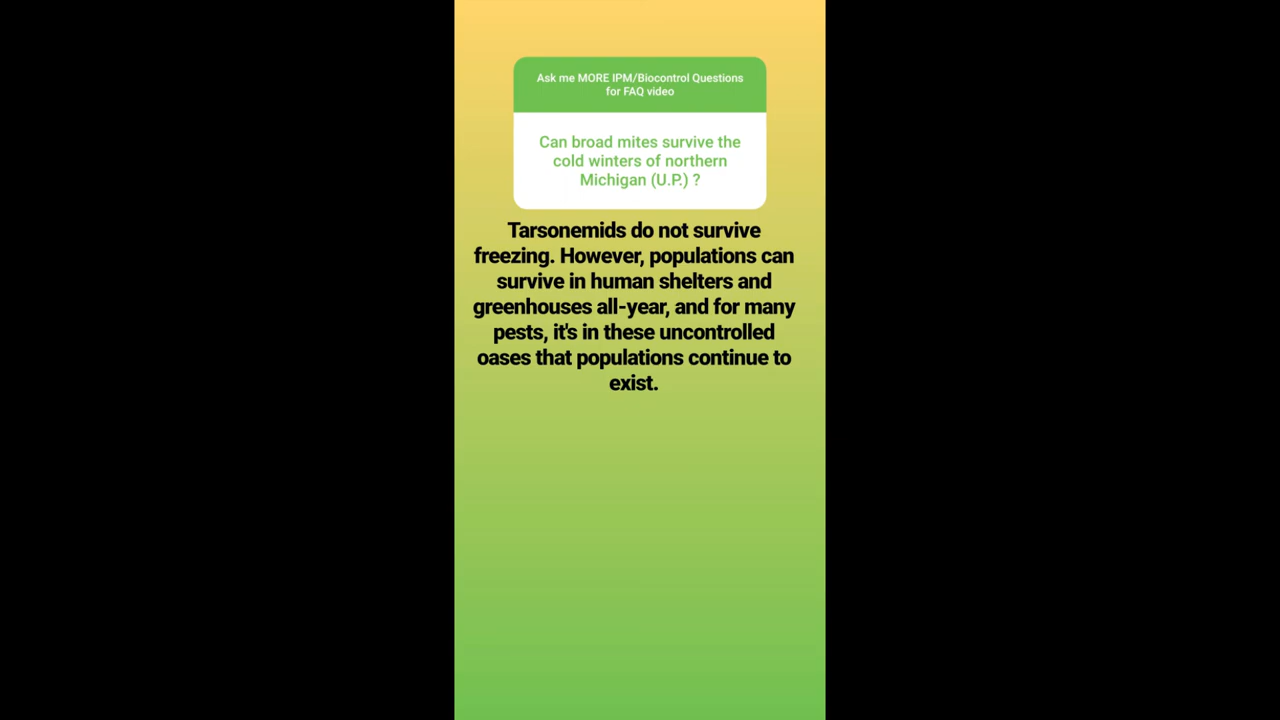 Ask me MORE IPM/Biocontrol Questions
for FAQ video
Can broad mites survive the
cold winters of northern
Michigan (U.P.) ?
Tarsonemids do not survive
freezing. However, populations can
survive in human shelters and
greenhouses all-year, and for many
pests, it's in these uncontrolled
oases that populations continue to
exist.